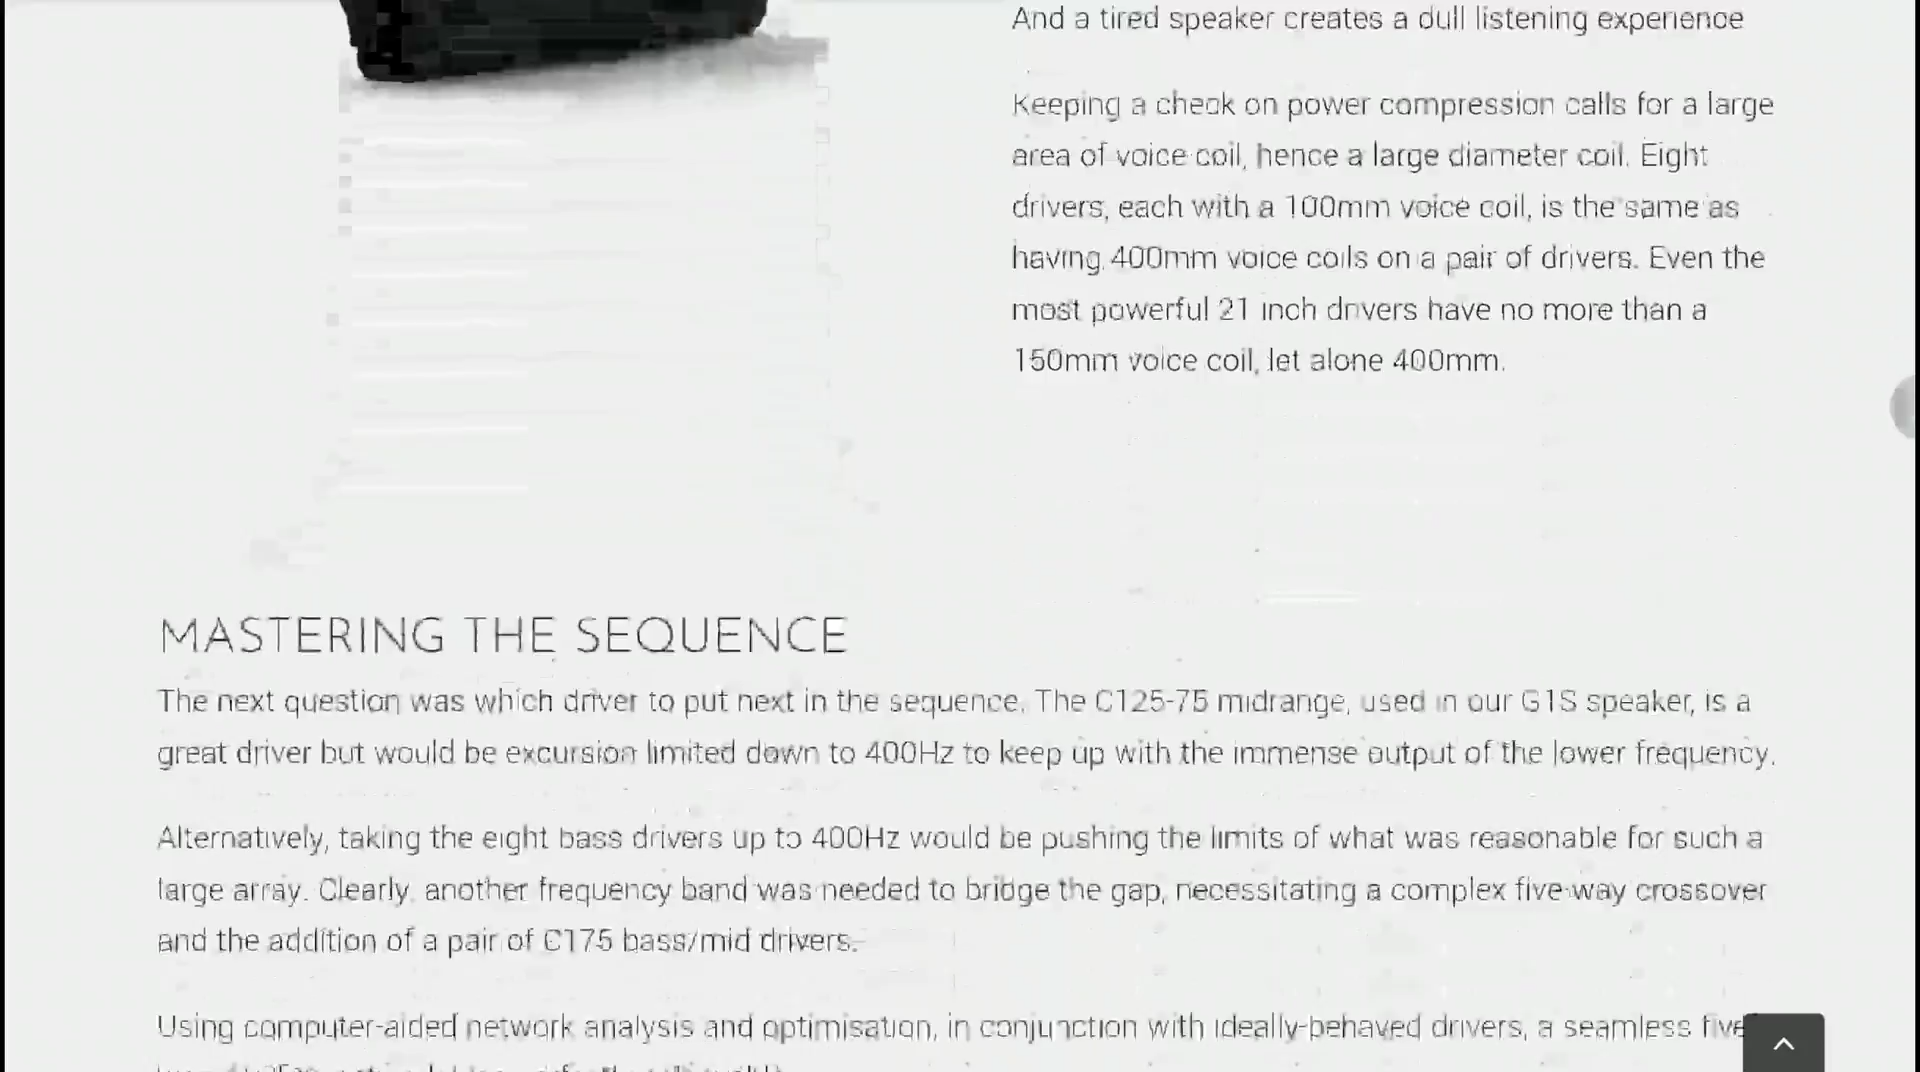 And a tired speaker creates a dull listening experience
Keeping a check on power compression calls for a large
area of voice coil, hence a large diameter coil. Eight
drivers, each with a 100mm voice coil, is the same as
having 400mm voice coils on a pair of drivers. Even the
most powerful 21 inch drivers have no more than a
150mm voice coil, let alone 400mm.
MASTERING THE SEQUENCE
The next question was which driver to put next in the sequence. The C125-75 midrange, used in our G1S speaker, is a
great driver but would be excursion limited down to 400Hz to keep up with the immense output of the lower frequency.
Alternatively, taking the eight bass drivers up to 400Hz would be pushing the limits of what was reasonable for such a
large array. Clearly, another frequency band was needed to bridge the gap, necessitating a complex five-way crossover
and the addition of a pair of C175 bass/mid drivers.
Using computer-aided network analysis and optimisation, in conjunction with ideally-behaved drivers, a seamless five